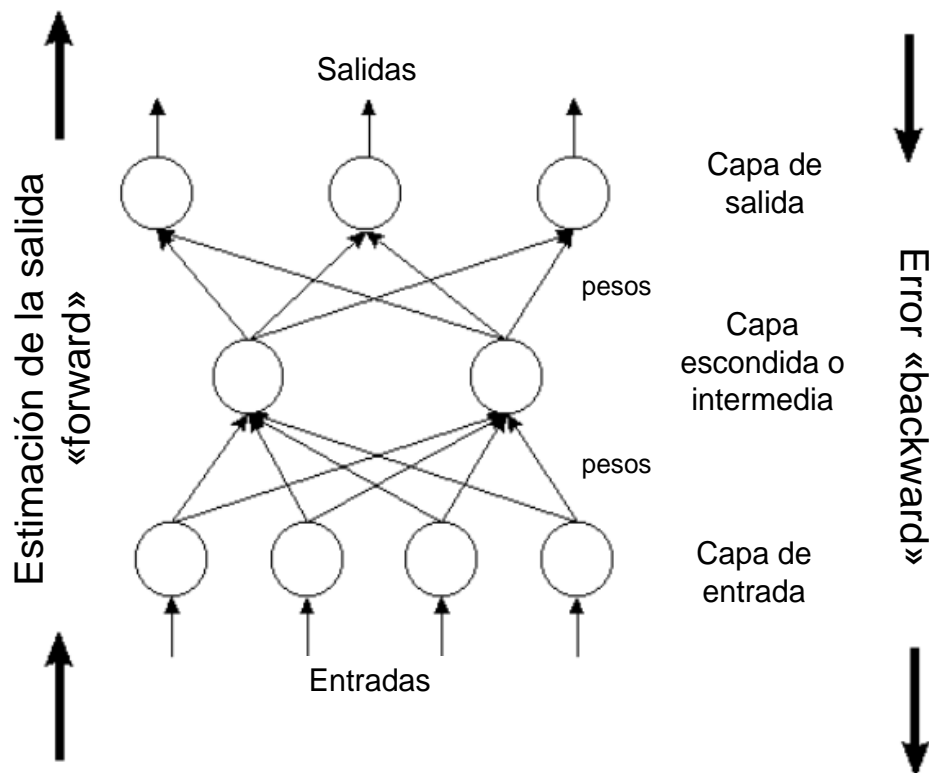 Salidas
Capa de
salida
pesos
Capa
escondida o
intermedia
pesos
Capa de
entrada
Entradas
Estimación de la salida
«forward»
Error «backward»